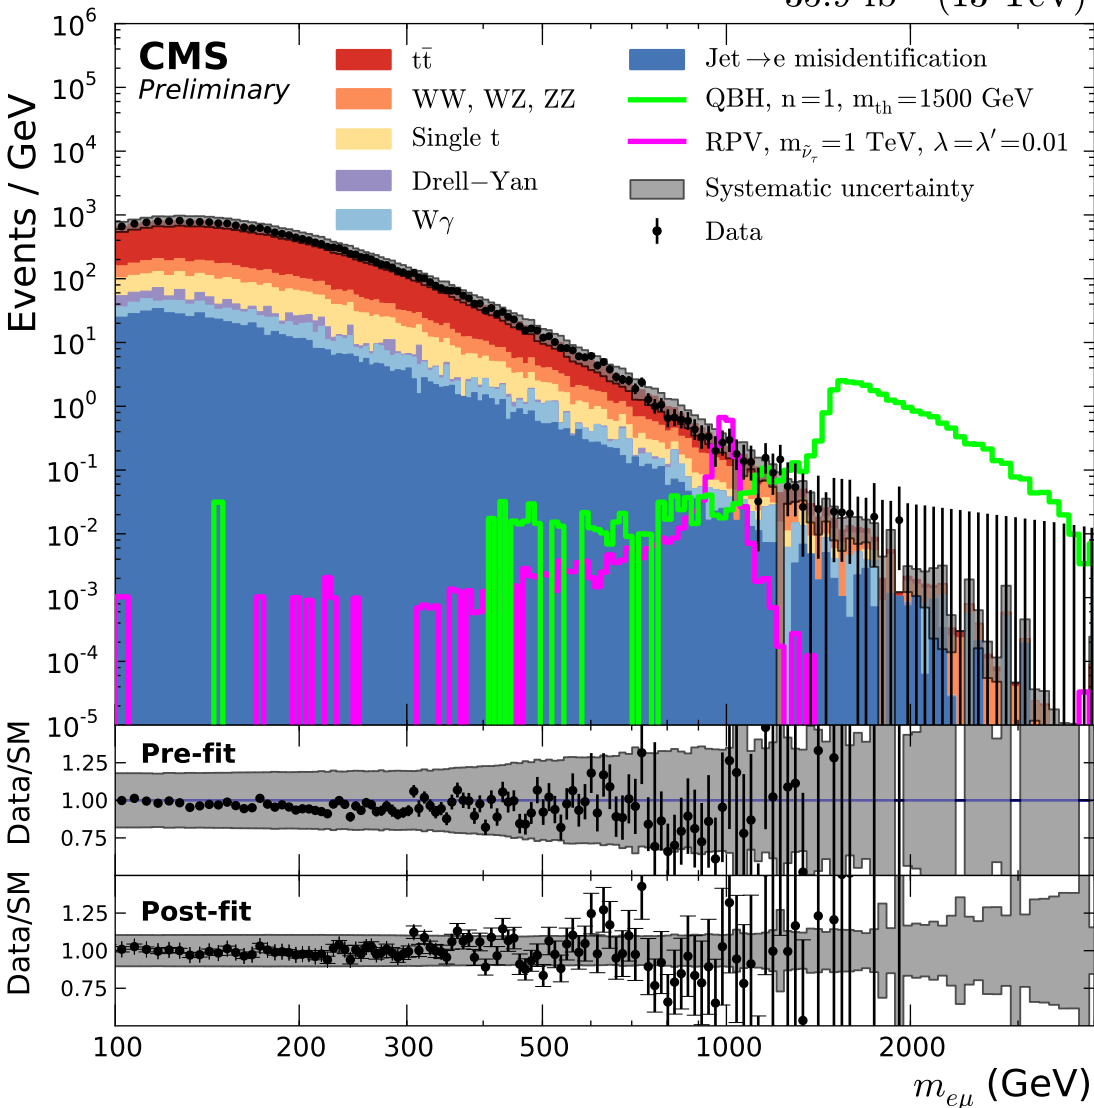 CMS
Preliminary
tt̄
WW, WZ, ZZ
Single t
Drell−Yan
Wγ
Jet→e misidentification
QBH, n=1, m_th=1500 GeV
RPV, m_ν̃_τ=1 TeV, λ=λ′=0.01
Systematic uncertainty
Data
Events / GeV
10^6
10^5
10^4
10^3
10^2
10^1
10^0
10^-1
10^-2
10^-3
10^-4
10^-5
Pre-fit
Data/SM
1.25
1.00
0.75
Post-fit
Data/SM
1.25
1.00
0.75
100 200 300 500 1000 2000
m_eμ (GeV)